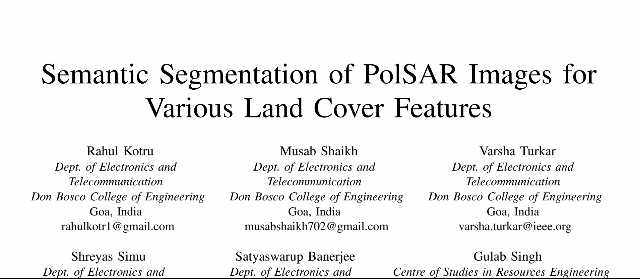 Semantic Segmentation of PolSAR Images for
Various Land Cover Features
Rahul Kotru
Dept. of Electronics and
Telecommunication
Don Bosco College of Engineering
Goa, India
rahulkotr1@gmail.com
Musab Shaikh
Dept. of Electronics and
Telecommunication
Don Bosco College of Engineering
Goa, India
musabshaikh702@gmail.com
Varsha Turkar
Dept. of Electronics and
Telecommunication
Don Bosco College of Engineering
Goa, India
varsha.turkar@ieee.org
Shreyas Simu
Dept. of Electronics and
Satyaswarup Banerjee
Dept. of Electronics and
Gulab Singh
Centre of Studies in Resources Engineering